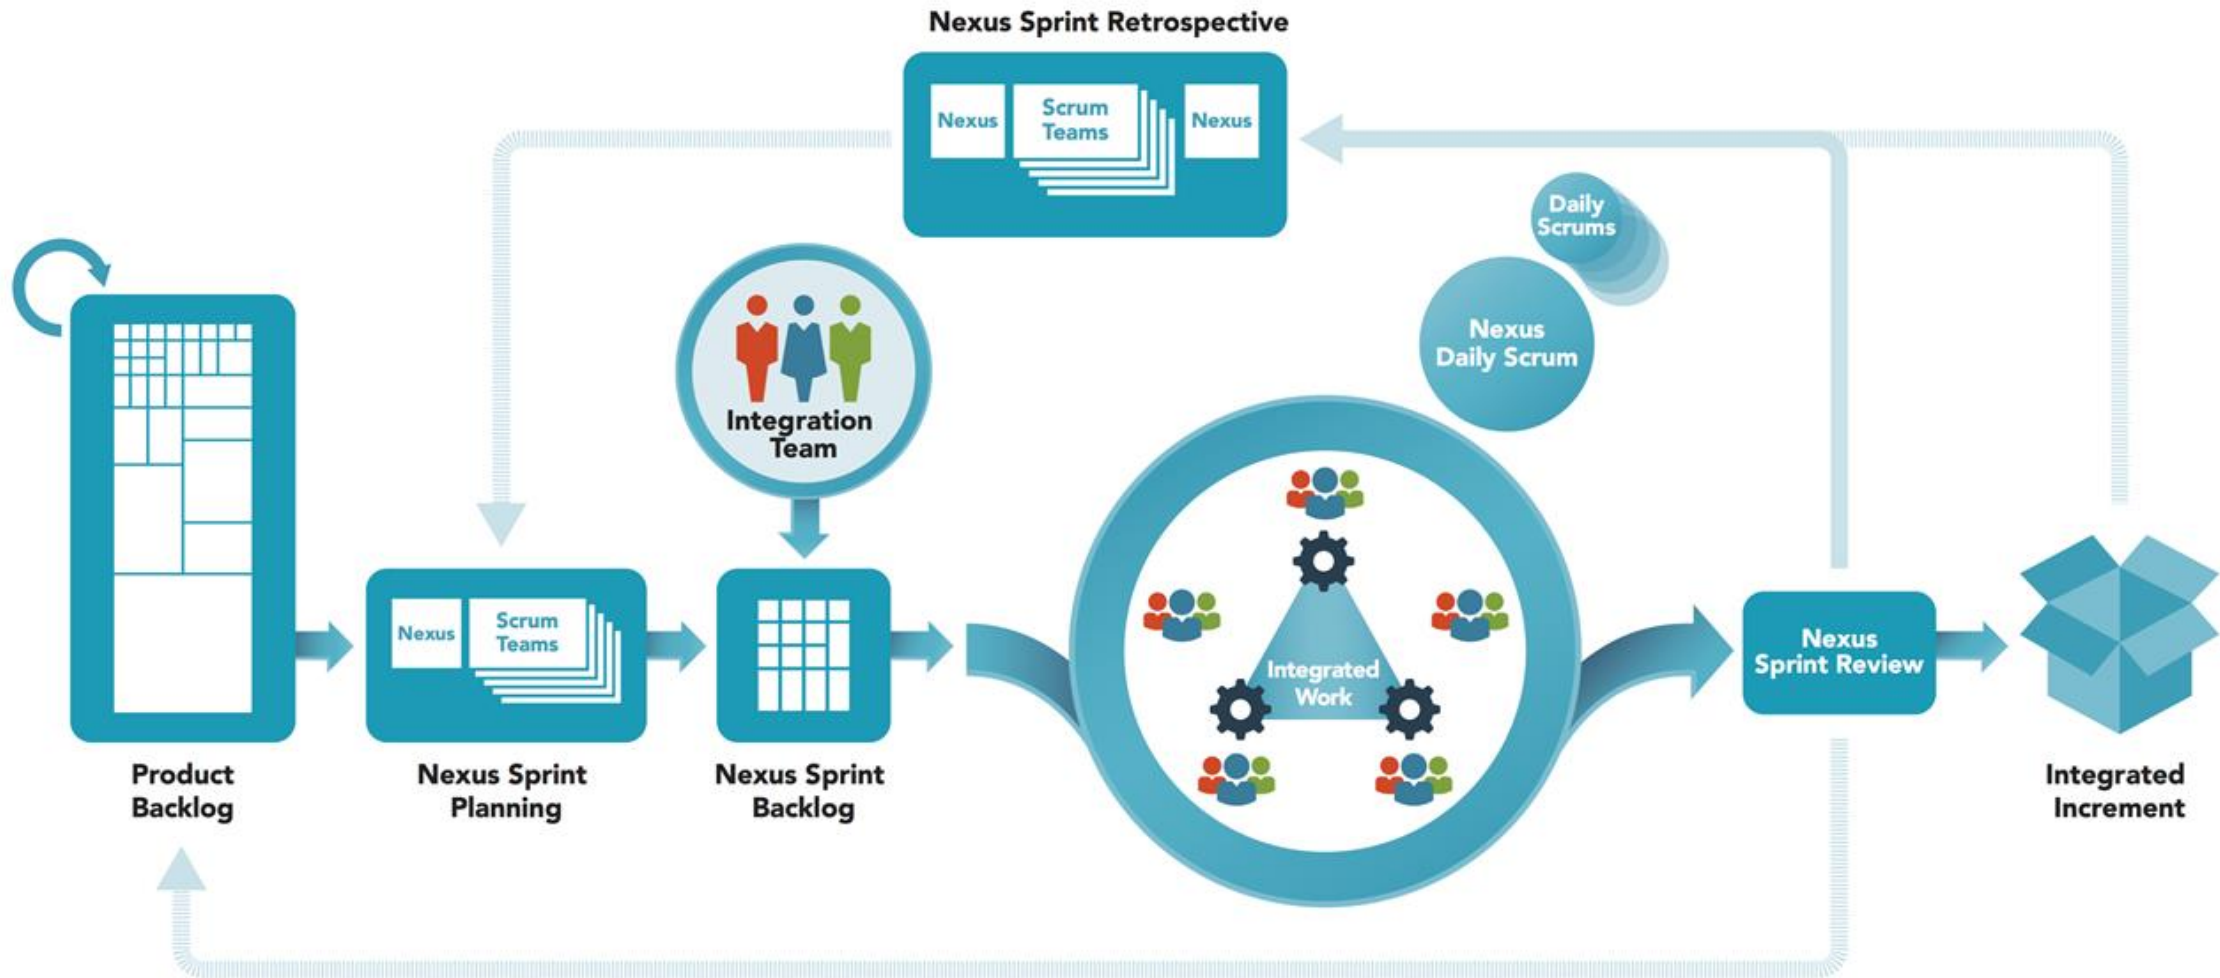 Nexus Sprint Retrospective
Nexus
Scrum
Teams
Nexus
Daily
Scrums
Nexus
Daily Scrum
Integration
Team
Nexus
Scrum
Teams
Integrated
Work
Nexus
Sprint Review
Product
Backlog
Nexus Sprint
Planning
Nexus Sprint
Backlog
Integrated
Increment